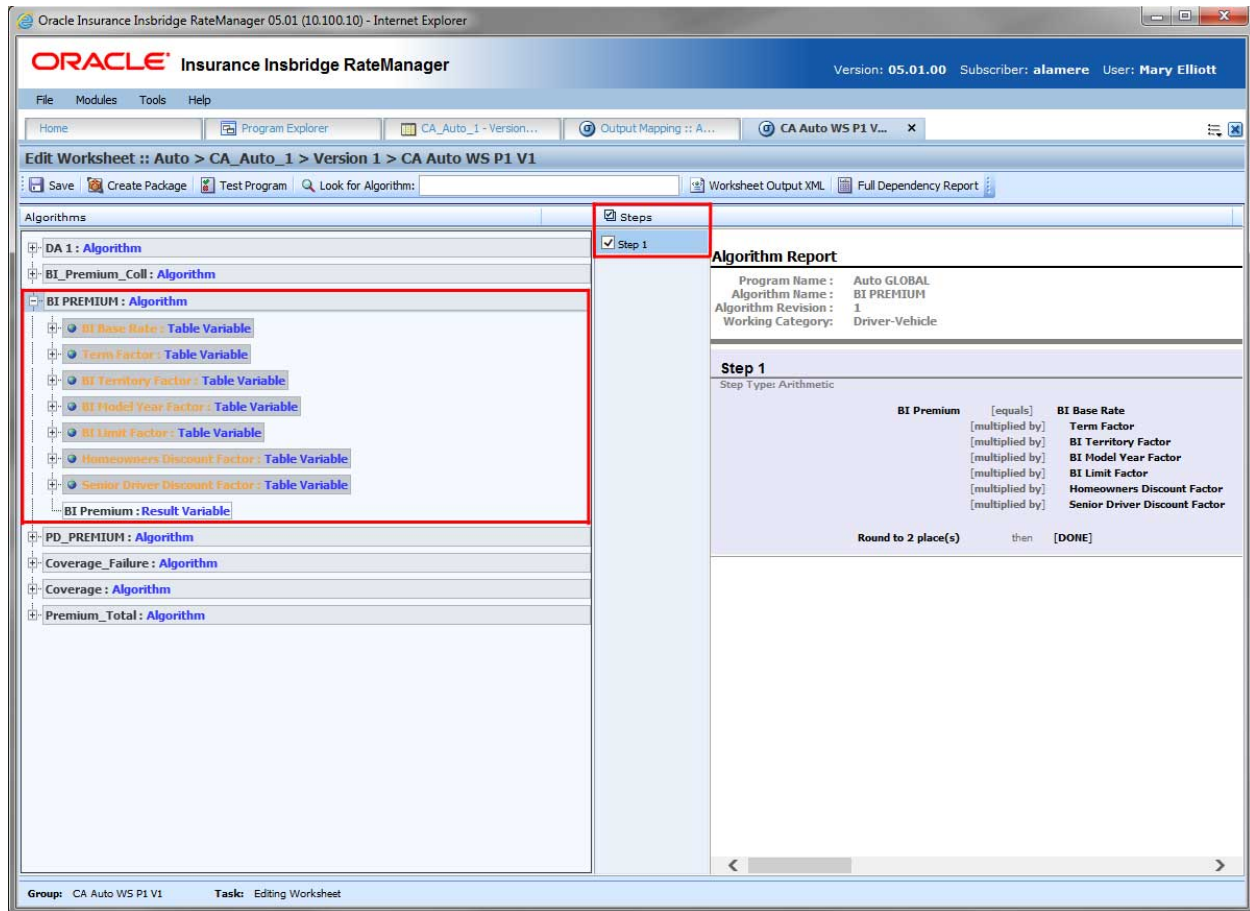 Oracle Insurance Insbridge RateManager 05.01 (10.100.10) - Internet Explorer
ORACLE Insurance Insbridge RateManager
Version: 05.01.00 Subscriber: alamere User: Mary Elliott
File Modules Tools Help
Home Program Explorer CA_Auto_1 - Version... Output Mapping :: A... CA Auto WS P1 V...
Edit Worksheet :: Auto > CA_Auto_1 > Version 1 > CA Auto WS P1 V1
Save Create Package Test Program Look for Algorithm: Worksheet Output XML Full Dependency Report
Algorithms
DA 1 : Algorithm
BI_Premium_Coll : Algorithm
BI PREMIUM : Algorithm
BI Base Rate : Table Variable
Term Factor : Table Variable
BI Territory Factor : Table Variable
BI Model Year Factor : Table Variable
BI Limit Factor : Table Variable
Homeowners Discount Factor : Table Variable
Senior Driver Discount Factor : Table Variable
BI Premium : Result Variable
PD_PREMIUM : Algorithm
Coverage_Failure : Algorithm
Coverage : Algorithm
Premium_Total : Algorithm
Steps
Step 1
Algorithm Report
Program Name : Auto GLOBAL
Algorithm Name : BI PREMIUM
Algorithm Revision : 1
Working Category: Driver-Vehicle
Step 1
Step Type: Arithmetic
BI Premium [equals] BI Base Rate
[multiplied by] Term Factor
[multiplied by] BI Territory Factor
[multiplied by] BI Model Year Factor
[multiplied by] BI Limit Factor
[multiplied by] Homeowners Discount Factor
[multiplied by] Senior Driver Discount Factor
Round to 2 place(s) then [DONE]
Group: CA Auto WS P1 V1 Task: Editing Worksheet